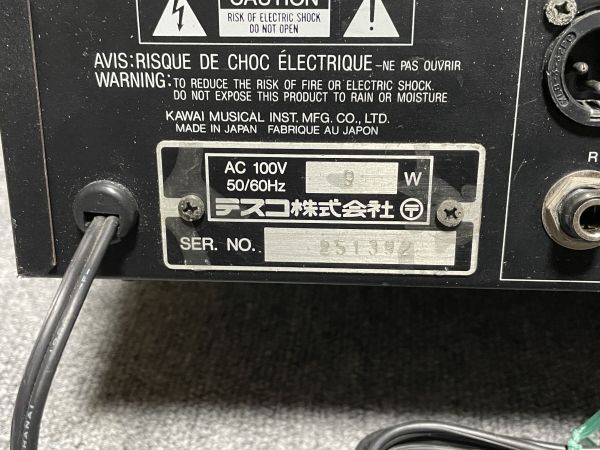 CAUTION
RISK OF ELECTRIC SHOCK
DO NOT OPEN
AVIS: RISQUE DE CHOC ÉLECTRIQUE – NE PAS OUVRIR
WARNING: TO REDUCE THE RISK OF FIRE OR ELECTRIC SHOCK.
DO NOT EXPOSE THIS PRODUCT TO RAIN OR MOISTURE
KAWAI MUSICAL INST. MFG. CO., LTD.
MADE IN JAPAN FABRIQUE AU JAPON
AC 100V
50/60Hz
9 W
テスコ株式会社 〶
SER. NO. 251392
R
HANAI